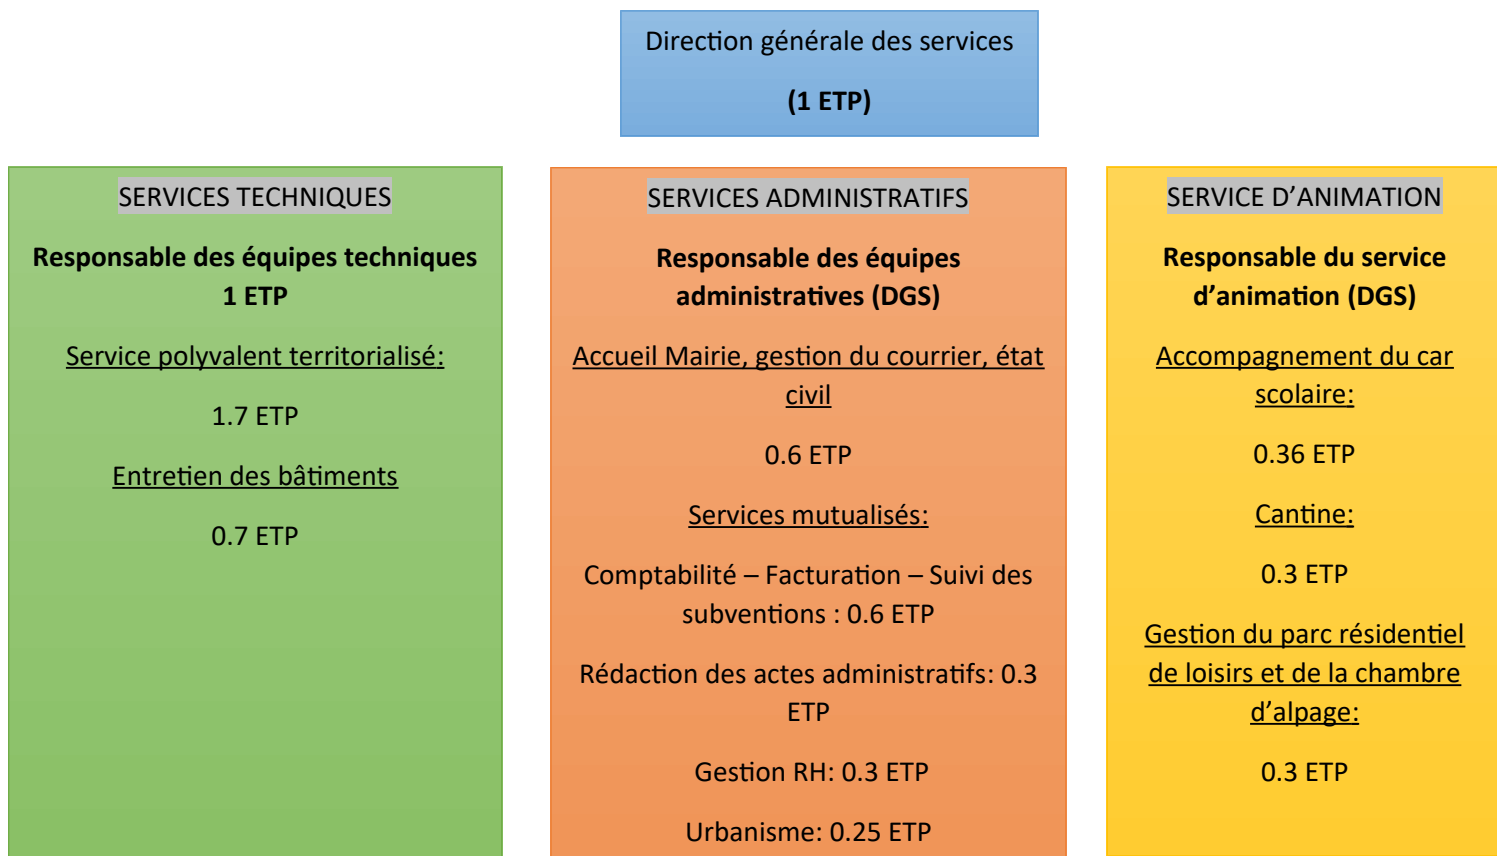 Direction générale des services
(1 ETP)
SERVICES TECHNIQUES
Responsable des équipes techniques
1 ETP
Service polyvalent territorialisé:
1.7 ETP
Entretien des bâtiments
0.7 ETP
SERVICES ADMINISTRATIFS
Responsable des équipes
administratives (DGS)
Accueil Mairie, gestion du courrier, état
civil
0.6 ETP
Services mutualisés:
Comptabilité – Facturation – Suivi des
subventions : 0.6 ETP
Rédaction des actes administratifs: 0.3
ETP
Gestion RH: 0.3 ETP
Urbanisme: 0.25 ETP
SERVICE D’ANIMATION
Responsable du service
d’animation (DGS)
Accompagnement du car
scolaire:
0.36 ETP
Cantine:
0.3 ETP
Gestion du parc résidentiel
de loisirs et de la chambre
d’alpage:
0.3 ETP